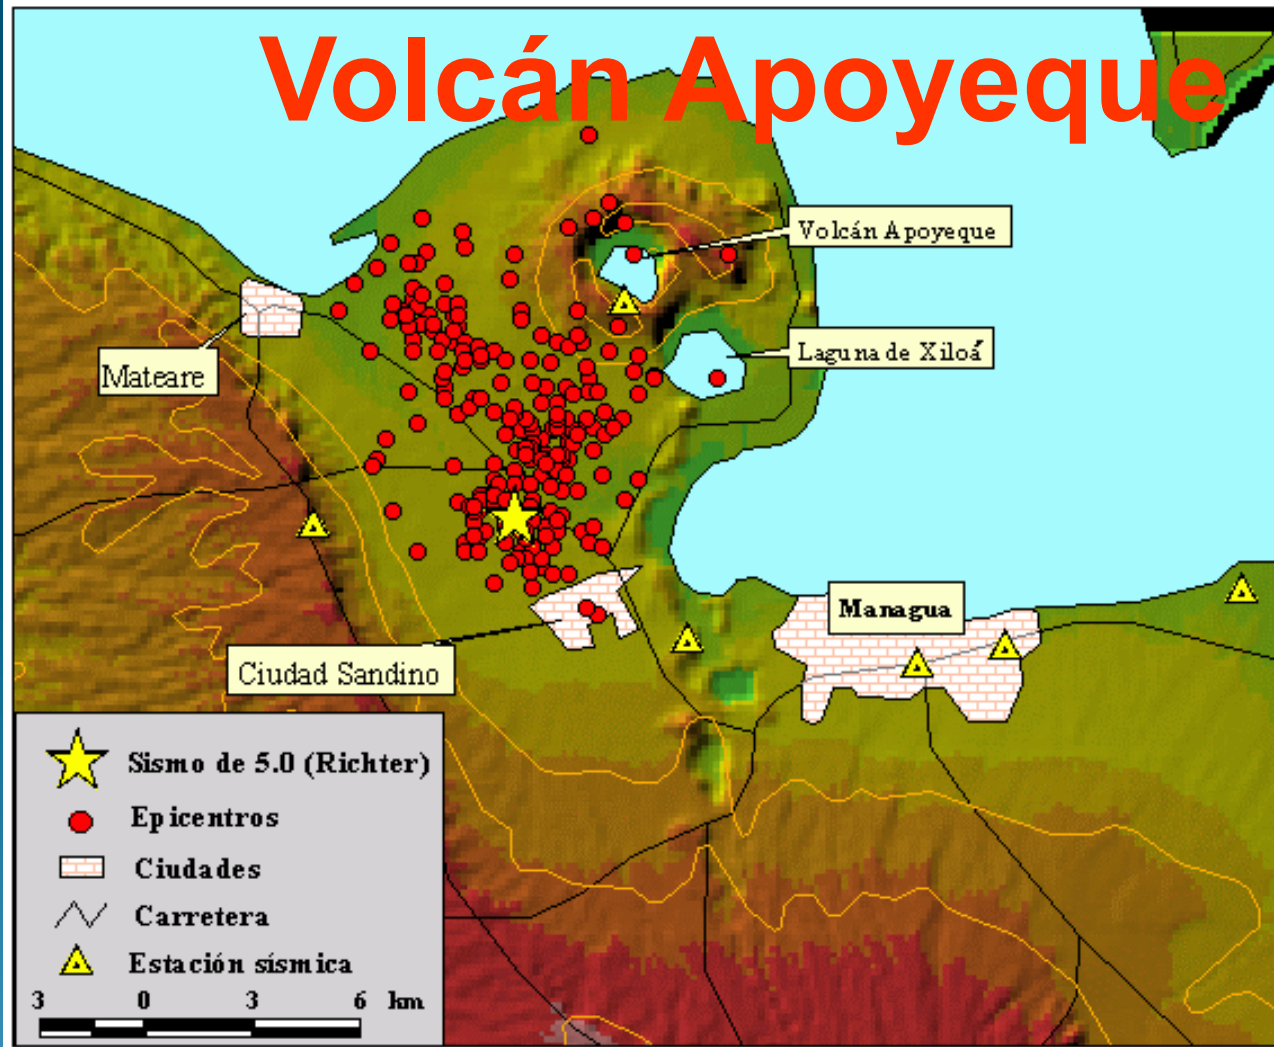 Volcán Apoyeque
Volcán Apoyeque
Laguna de Xiloá
Mateare
Managua
Ciudad Sandino
Sismo de 5.0 (Richter)
Epicentros
Ciudades
Carretera
Estación sísmica
3 0 3 6 km